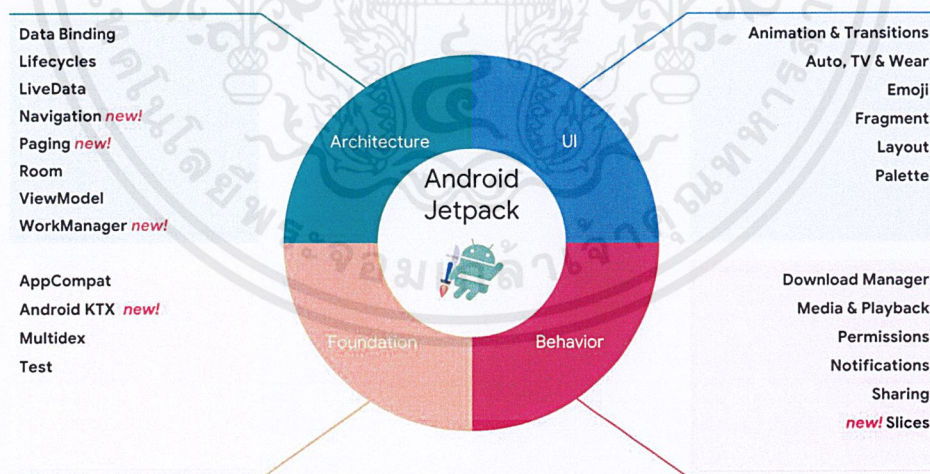 Data Binding
Lifecycles
LiveData
Navigation new!
Paging new!
Room
ViewModel
WorkManager new!
AppCompat
Android KTX new!
Multidex
Test
Architecture
UI
Android
Jetpack
Foundation
Behavior
Animation & Transitions
Auto, TV & Wear
Emoji
Fragment
Layout
Palette
Download Manager
Media & Playback
Permissions
Notifications
Sharing
new! Slices